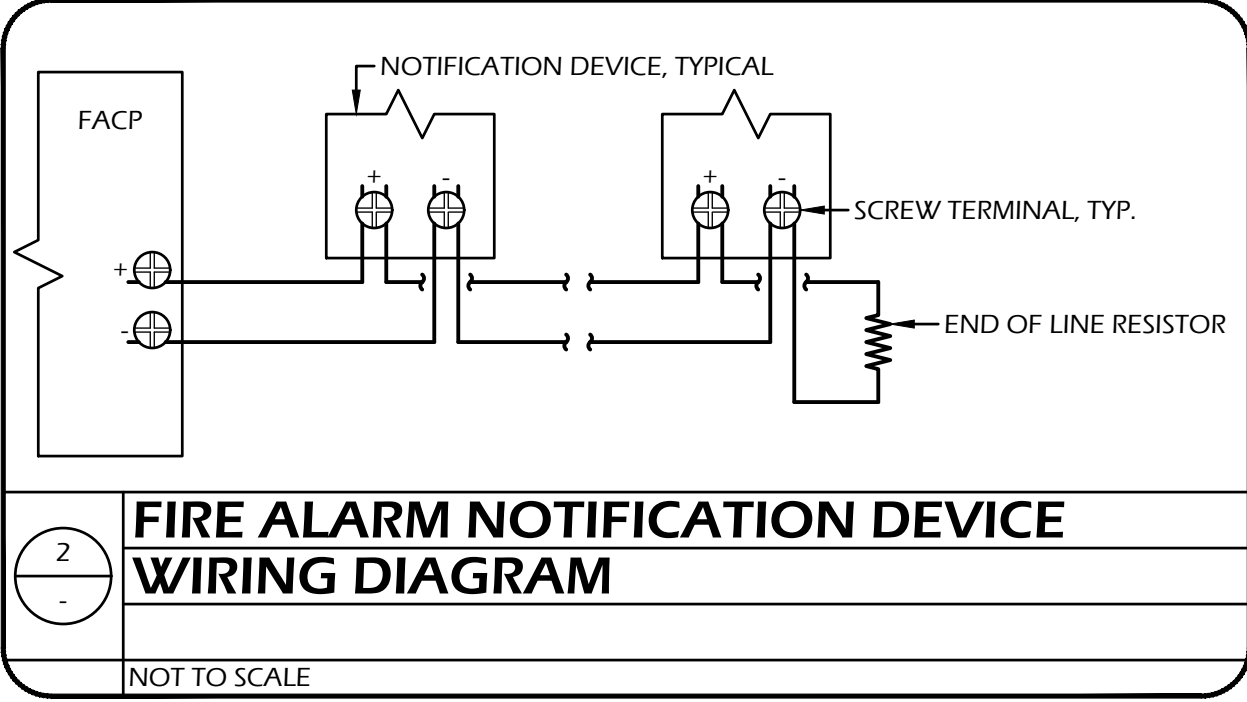 NOTIFICATION DEVICE, TYPICAL
FACP
+ -
+ -
SCREW TERMINAL, TYP.
+
-
END OF LINE RESISTOR
FIRE ALARM NOTIFICATION DEVICE
WIRING DIAGRAM
2
-
NOT TO SCALE